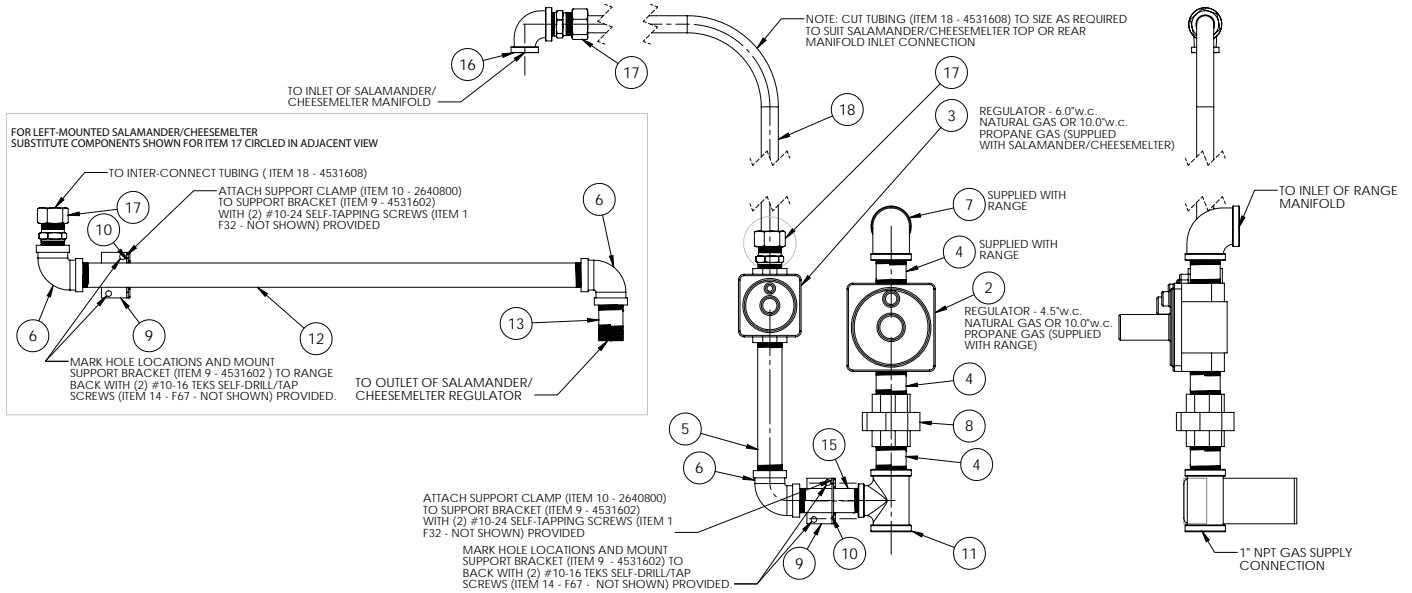 NOTE: CUT TUBING (ITEM 18 - 4531608) TO SIZE AS REQUIRED
TO SUIT SALAMANDER/CHEESEMELTER TOP OR REAR
MANIFOLD INLET CONNECTION
16
17
TO INLET OF SALAMANDER/
CHEESEMELTER MANIFOLD
17
18
3
REGULATOR - 6.0"w.c.
NATURAL GAS OR 10.0"w.c.
PROPANE GAS (SUPPLIED
WITH SALAMANDER/CHEESEMELTER)
FOR LEFT-MOUNTED SALAMANDER/CHEESEMELTER
SUBSTITUTE COMPONENTS SHOWN FOR ITEM 17 CIRCLED IN ADJACENT VIEW
TO INTER-CONNECT TUBING ( ITEM 18 - 4531608)
ATTACH SUPPORT CLAMP (ITEM 10 - 2640800)
TO SUPPORT BRACKET (ITEM 9 - 4531602)
WITH (2) #10-24 SELF-TAPPING SCREWS (ITEM 1
F32 - NOT SHOWN) PROVIDED
17
10
6
6
9
12
13
MARK HOLE LOCATIONS AND MOUNT
SUPPORT BRACKET (ITEM 9 - 4531602 ) TO RANGE
BACK WITH (2) #10-16 TEKS SELF-DRILL/TAP
SCREWS (ITEM 14 - F67 - NOT SHOWN) PROVIDED.
TO OUTLET OF SALAMANDER/
CHEESEMELTER REGULATOR
17
7
SUPPLIED WITH
RANGE
4
SUPPLIED WITH
RANGE
2
REGULATOR - 4.5"w.c.
NATURAL GAS OR 10.0"w.c.
PROPANE GAS (SUPPLIED
WITH RANGE)
TO INLET OF RANGE
MANIFOLD
4
8
4
5
6
15
ATTACH SUPPORT CLAMP (ITEM 10 - 2640800)
TO SUPPORT BRACKET (ITEM 9 - 4531602)
WITH (2) #10-24 SELF-TAPPING SCREWS (ITEM 1
F32 - NOT SHOWN) PROVIDED
MARK HOLE LOCATIONS AND MOUNT
SUPPORT BRACKET (ITEM 9 - 4531602) TO
BACK WITH (2) #10-16 TEKS SELF-DRILL/TAP
SCREWS (ITEM 14 - F67 - NOT SHOWN) PROVIDED.
9
10
11
1" NPT GAS SUPPLY
CONNECTION